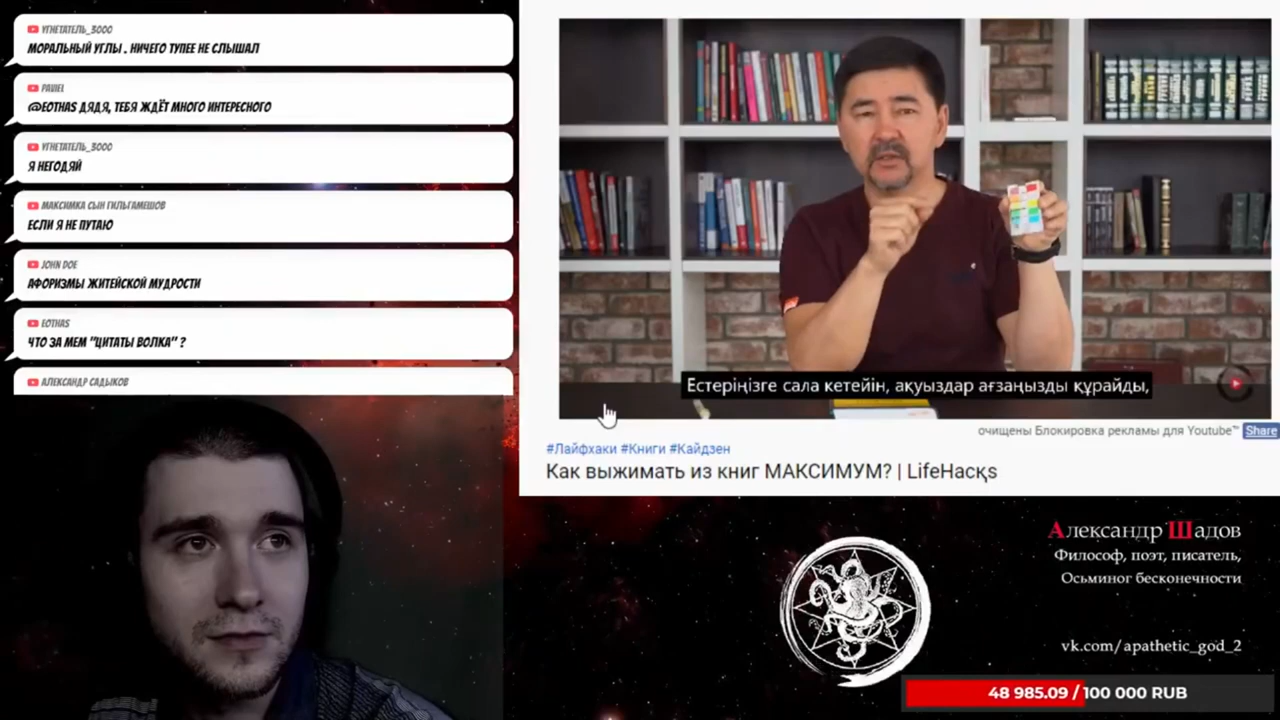 УГНЕТАТЕЛЬ_3000
МОРАЛЬНЫЙ УГЛЫ . НИЧЕГО ТУПЕЕ НЕ СЛЫШАЛ
PAWEL
@EOTHAS ДЯДЯ, ТЕБЯ ЖДЁТ МНОГО ИНТЕРЕСНОГО
УГНЕТАТЕЛЬ_3000
Я НЕГОДЯЙ
МАКСИМКА СЫН ГИЛЬГАМЕШОВ
ЕСЛИ Я НЕ ПУТАЮ
JOHN DOE
АФОРИЗМЫ ЖИТЕЙСКОЙ МУДРОСТИ
EOTHAS
ЧТО ЗА МЕМ "ЦИТАТЫ ВОЛКА" ?
АЛЕКСАНДР САДЫКОВ
Естеріңізге сала кетейін, ақуыздар ағзаңызды құрайды,
очищены Блокировка рекламы для Youtube™ Share
#Лайфхаки #Книги #Кайдзен
Как выжимать из книг МАКСИМУМ? | LifeHacқs
Александр Шадов
Философ, поэт, писатель,
Осьминог бесконечности
vk.com/apathetic_god_2
48 985.09 / 100 000 RUB